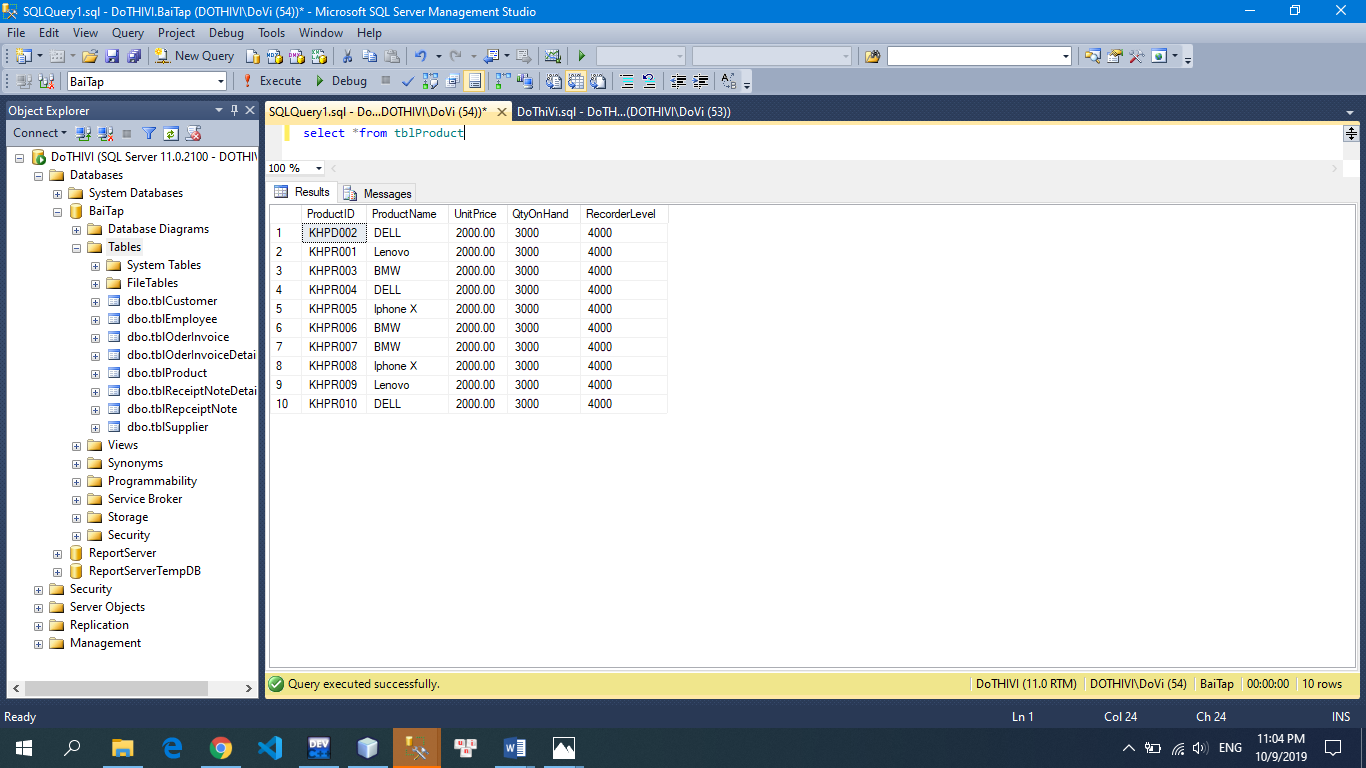 SQLQuery1.sql - DoTHIVI.BaiTap (DOTHIVI\DoVi (54))* - Microsoft SQL Server Management Studio
File Edit View Query Project Debug Tools Window Help
New Query
BaiTap Execute Debug
Object Explorer
Connect
DoTHIVI (SQL Server 11.0.2100 - DOTHIVI
Databases
System Databases
BaiTap
Database Diagrams
Tables
System Tables
FileTables
dbo.tblCustomer
dbo.tblEmployee
dbo.tblOderInvoice
dbo.tblOderInvoiceDetai
dbo.tblProduct
dbo.tblReceiptNoteDetai
dbo.tblRepceiptNote
dbo.tblSupplier
Views
Synonyms
Programmability
Service Broker
Storage
Security
ReportServer
ReportServerTempDB
Security
Server Objects
Replication
Management
SQLQuery1.sql - Do...DOTHIVI\DoVi (54))* DoThiVi.sql - DoTH...(DOTHIVI\DoVi (53))
select *from tblProduct
100 %
Results Messages
ProductID ProductName UnitPrice QtyOnHand RecorderLevel
1 KHPD002 DELL 2000.00 3000 4000
2 KHPR001 Lenovo 2000.00 3000 4000
3 KHPR003 BMW 2000.00 3000 4000
4 KHPR004 DELL 2000.00 3000 4000
5 KHPR005 Iphone X 2000.00 3000 4000
6 KHPR006 BMW 2000.00 3000 4000
7 KHPR007 BMW 2000.00 3000 4000
8 KHPR008 Iphone X 2000.00 3000 4000
9 KHPR009 Lenovo 2000.00 3000 4000
10 KHPR010 DELL 2000.00 3000 4000
Query executed successfully. DoTHIVI (11.0 RTM) DOTHIVI\DoVi (54) BaiTap 00:00:00 10 rows
Ready Ln 1 Col 24 Ch 24 INS
DEV
ENG
11:04 PM
10/9/2019